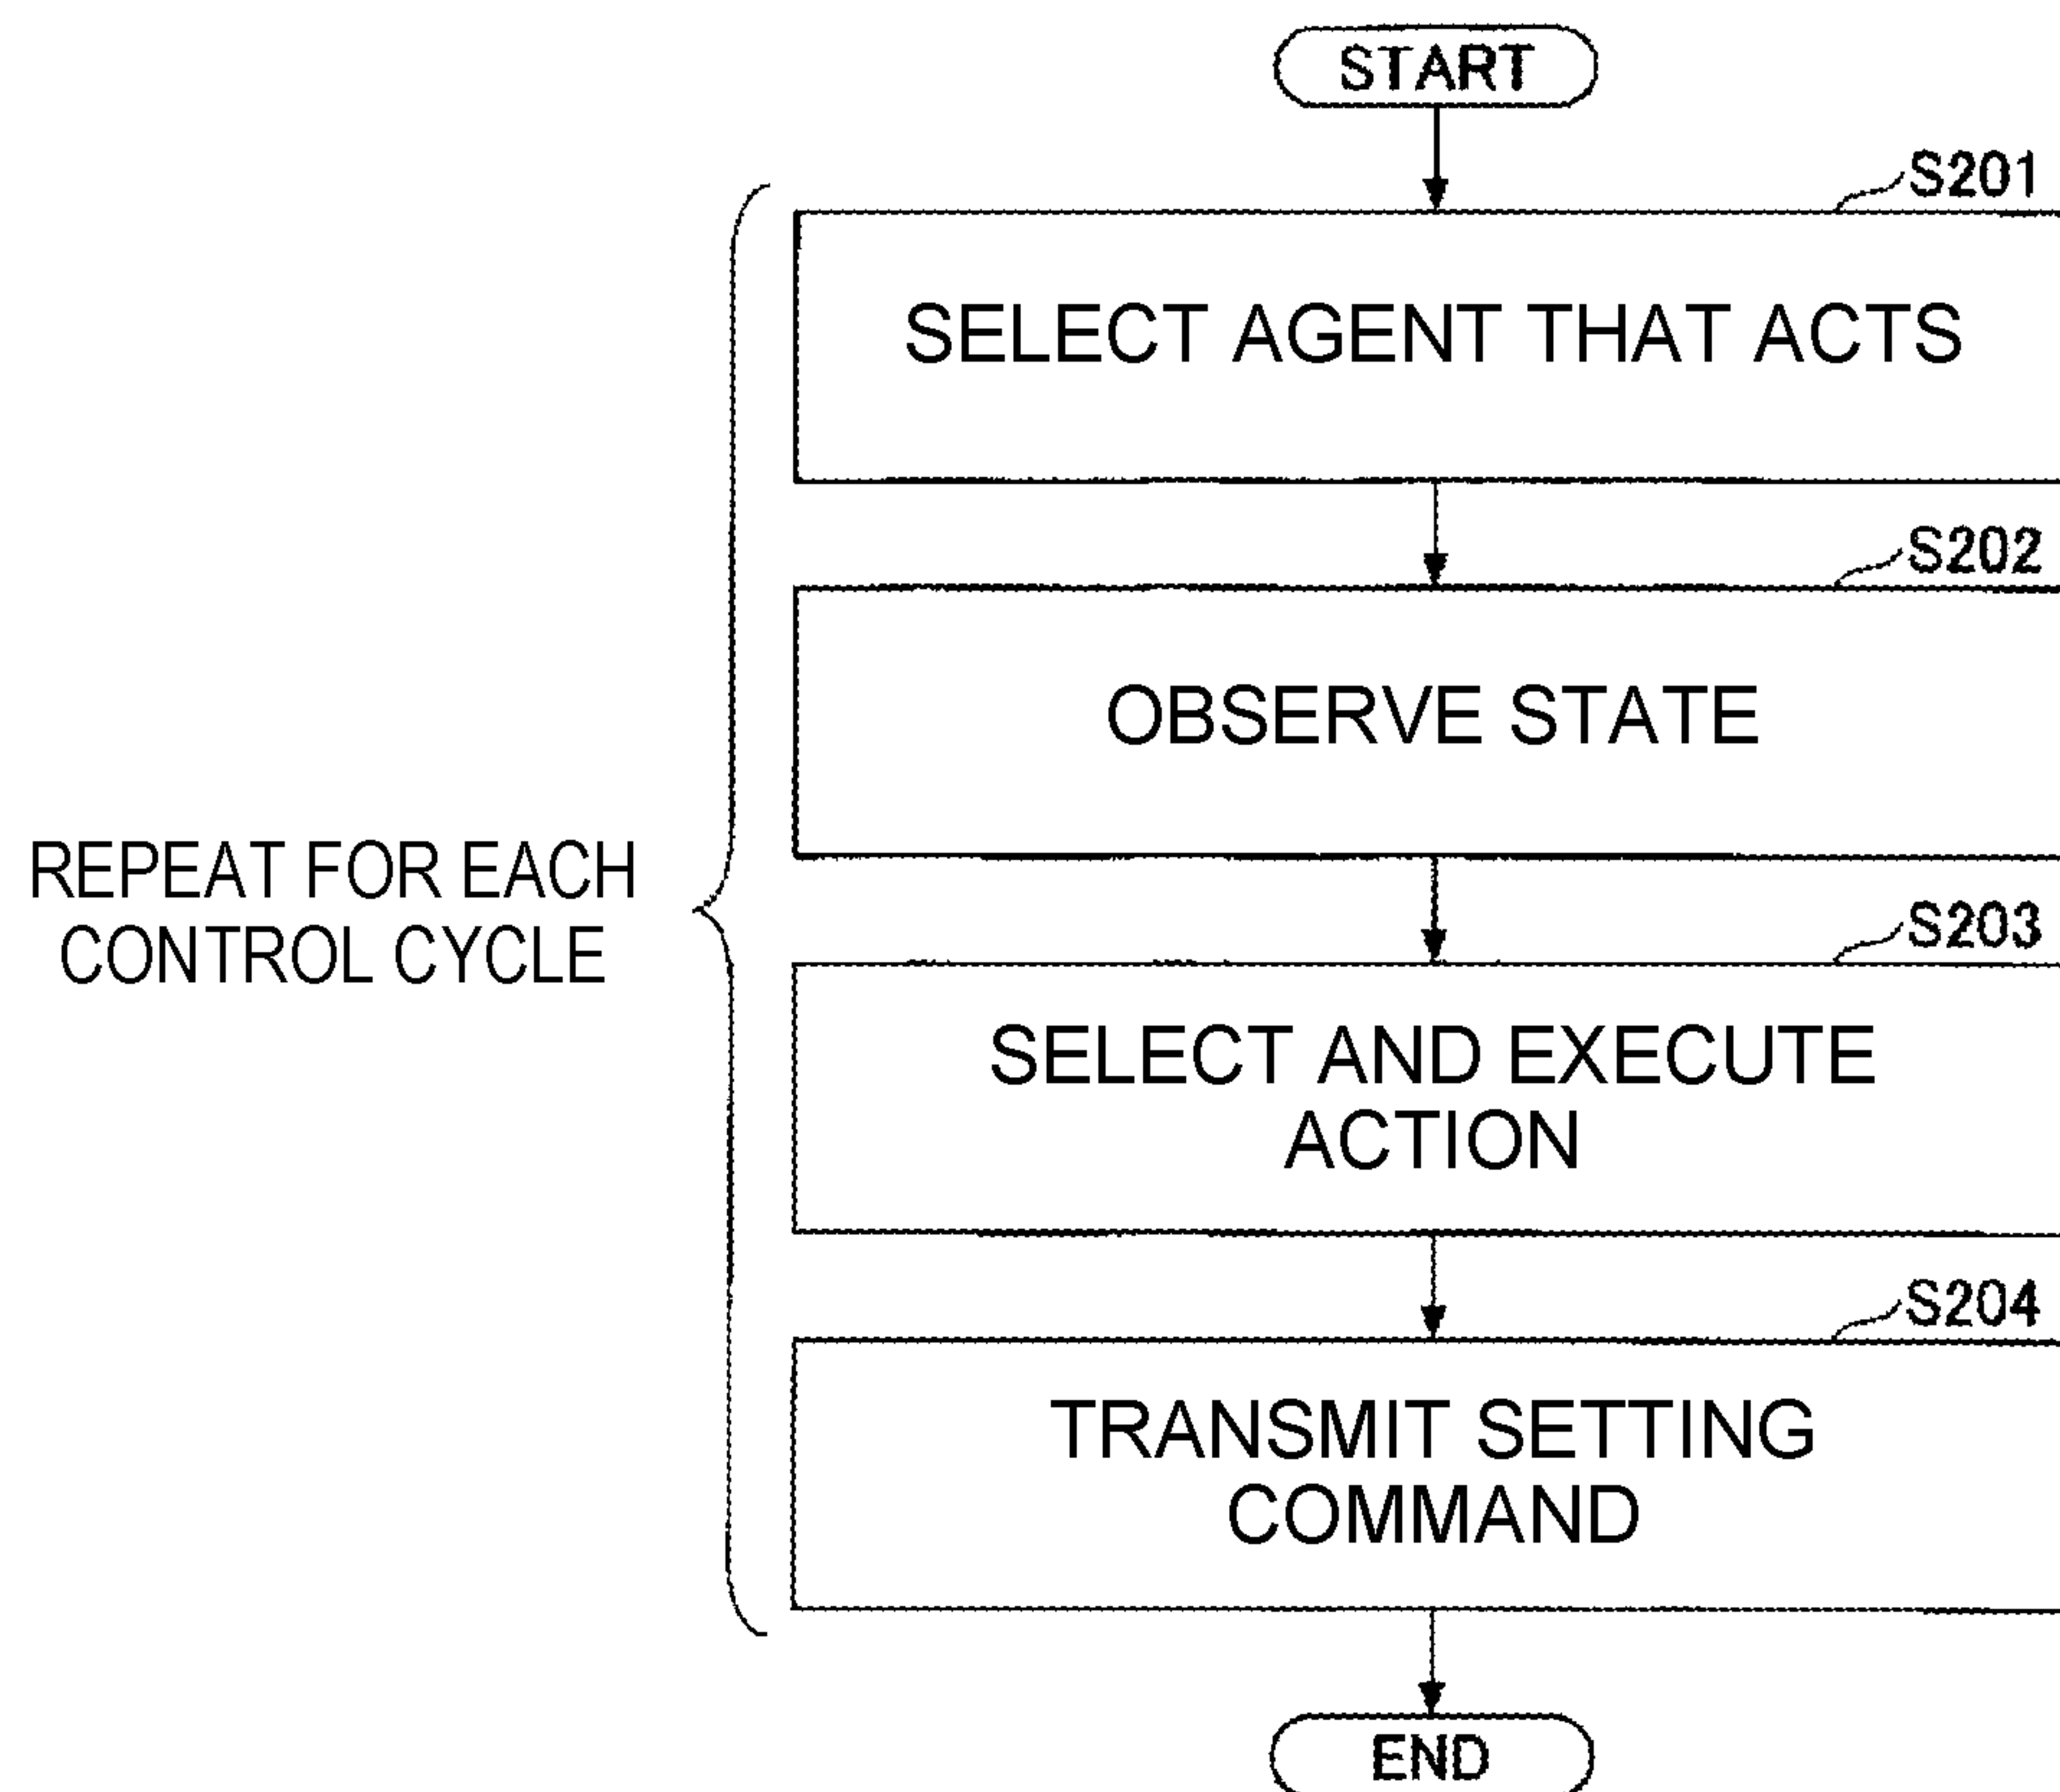 START
S201
SELECT AGENT THAT ACTS
S202
OBSERVE STATE
REPEAT FOR EACH
CONTROL CYCLE
S203
SELECT AND EXECUTE
ACTION
S204
TRANSMIT SETTING
COMMAND
END